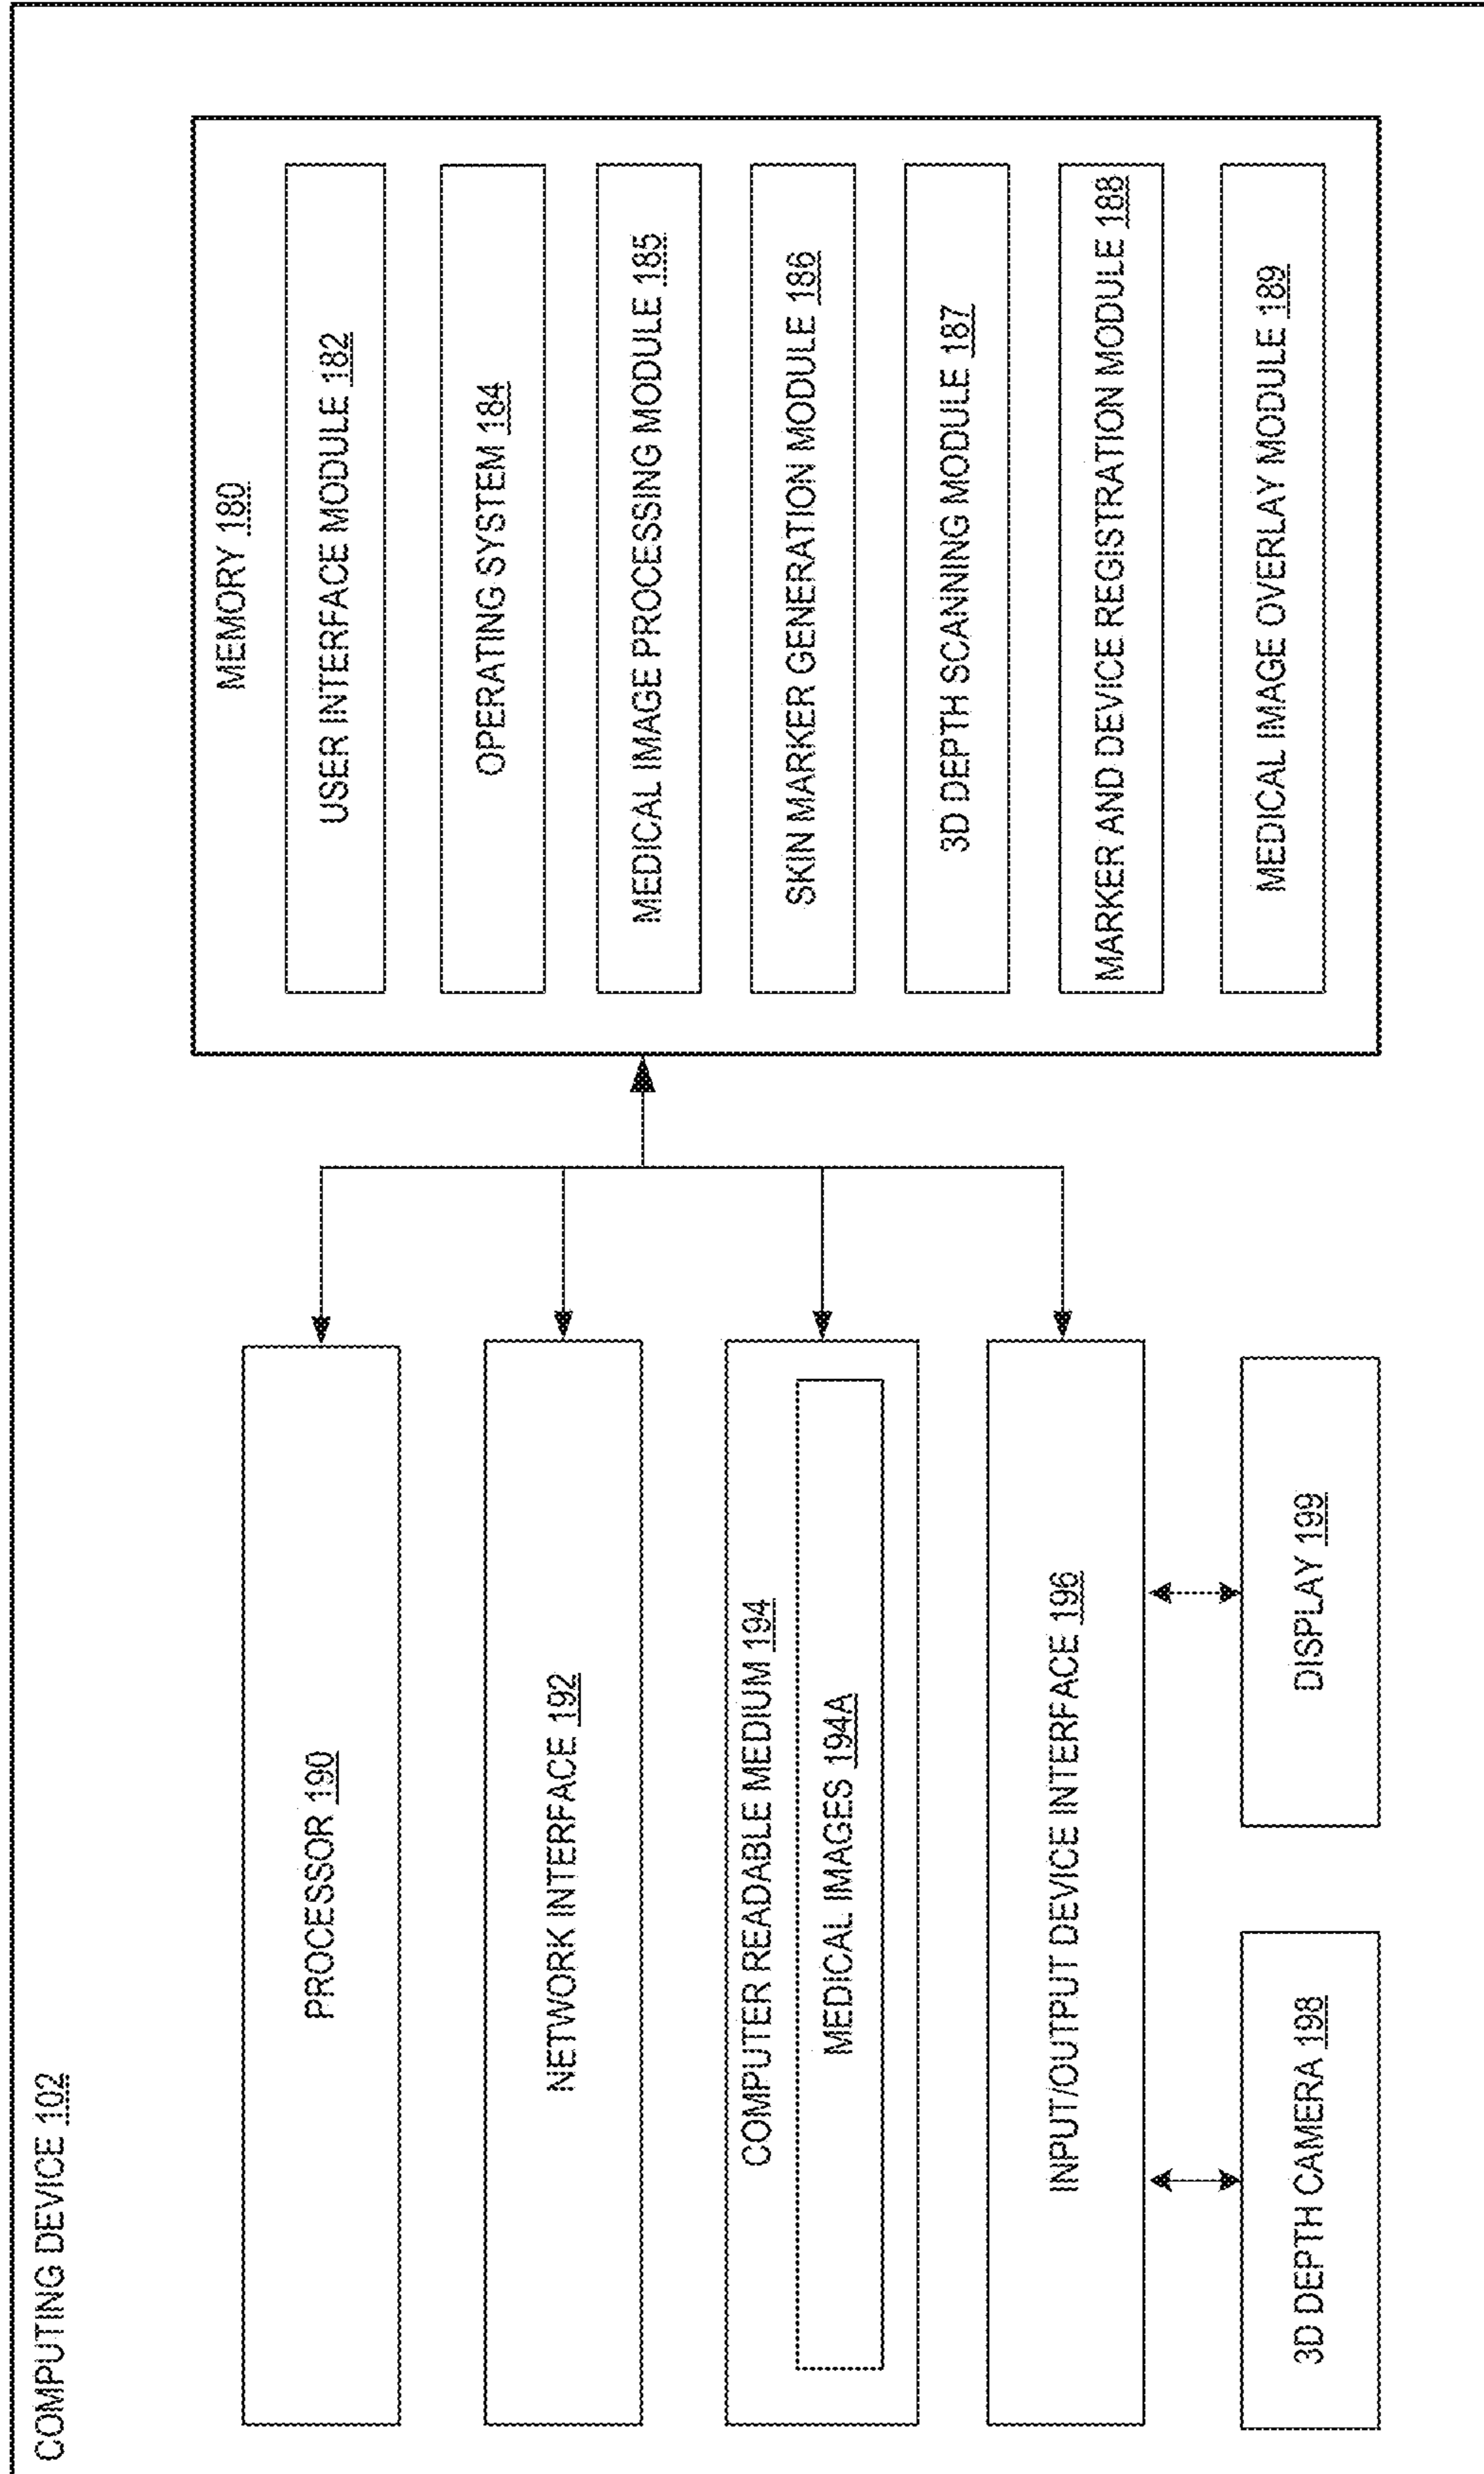 COMPUTING DEVICE 102
PROCESSOR 190
NETWORK INTERFACE 192
COMPUTER READABLE MEDIUM 194
MEDICAL IMAGES 194A
INPUT/OUTPUT DEVICE INTERFACE 196
3D DEPTH CAMERA 198
DISPLAY 199
MEMORY 180
USER INTERFACE MODULE 182
OPERATING SYSTEM 184
MEDICAL IMAGE PROCESSING MODULE 185
SKIN MARKER GENERATION MODULE 186
3D DEPTH SCANNING MODULE 187
MARKER AND DEVICE REGISTRATION MODULE 188
MEDICAL IMAGE OVERLAY MODULE 189